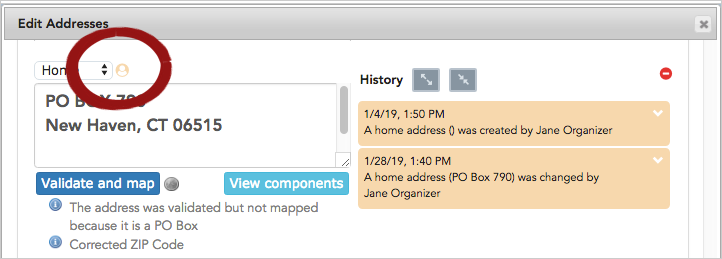 Edit Addresses
Home
PO BOX 790
New Haven, CT 06515
Validate and map
View components
The address was validated but not mapped
because it is a PO Box
Corrected ZIP Code
History
1/4/19, 1:50 PM
A home address () was created by Jane Organizer
1/28/19, 1:40 PM
A home address (PO Box 790) was changed by
Jane Organizer